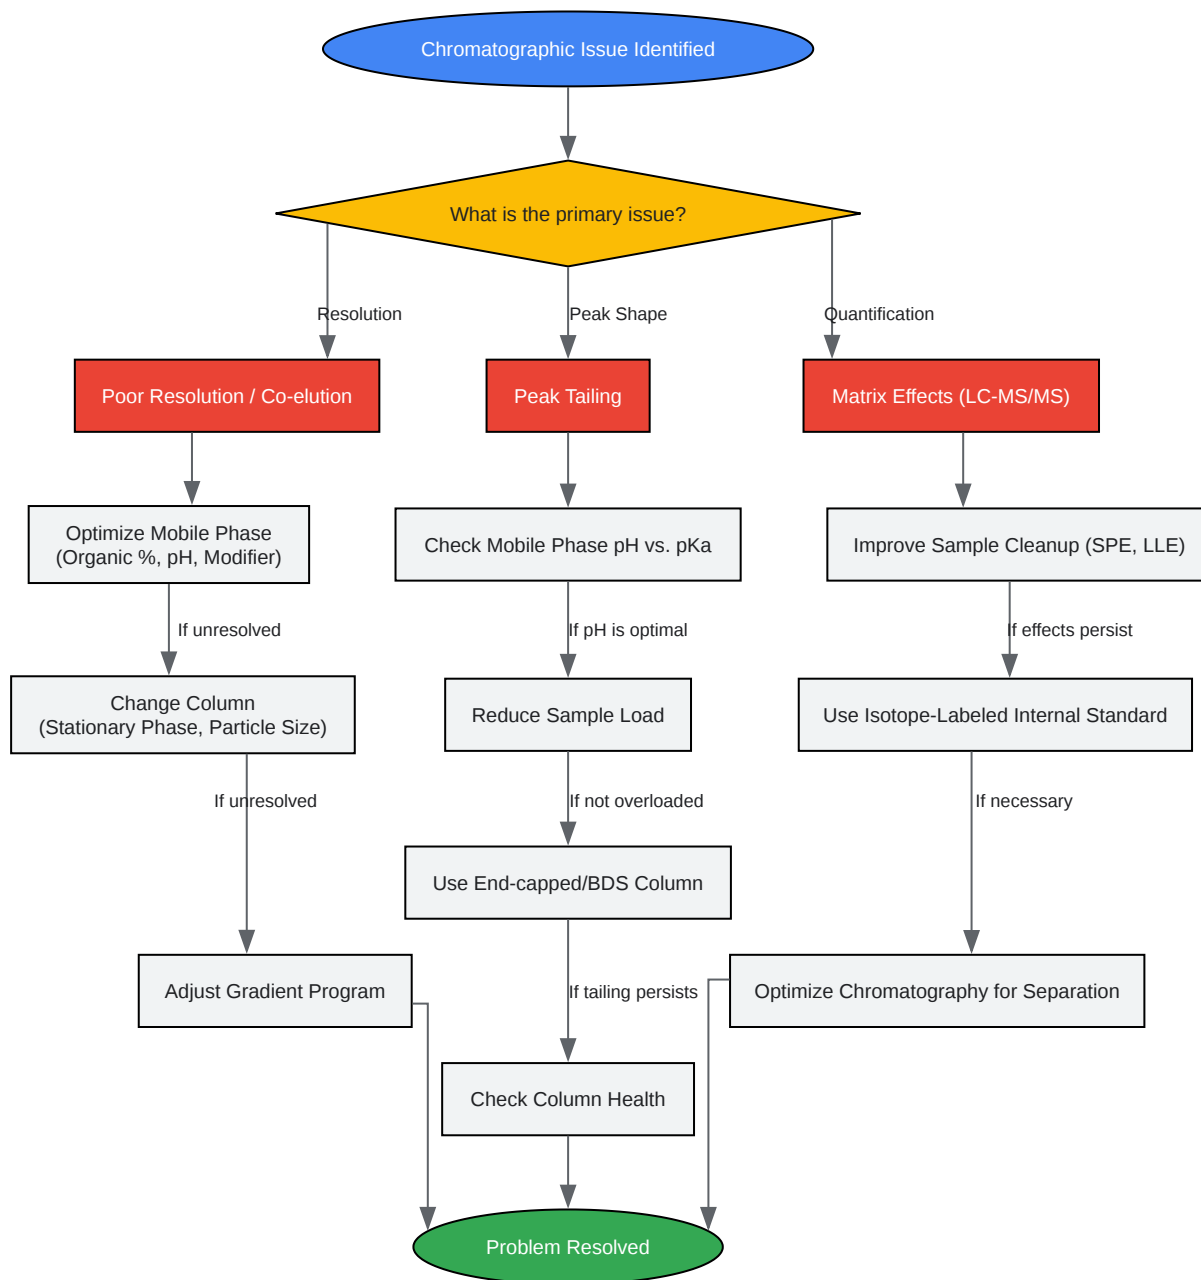 Chromatographic Issue Identified
What is the primary issue?
Resolution
Peak Shape
Quantification
Poor Resolution / Co-elution
Peak Tailing
Matrix Effects (LC-MS/MS)
Optimize Mobile Phase
(Organic %, pH, Modifier)
Check Mobile Phase pH vs. pKa
Improve Sample Cleanup (SPE, LLE)
If unresolved
If pH is optimal
If effects persist
Change Column
(Stationary Phase, Particle Size)
Reduce Sample Load
Use Isotope-Labeled Internal Standard
If unresolved
If not overloaded
If necessary
Use End-capped/BDS Column
Adjust Gradient Program
If tailing persists
Optimize Chromatography for Separation
Check Column Health
Problem Resolved